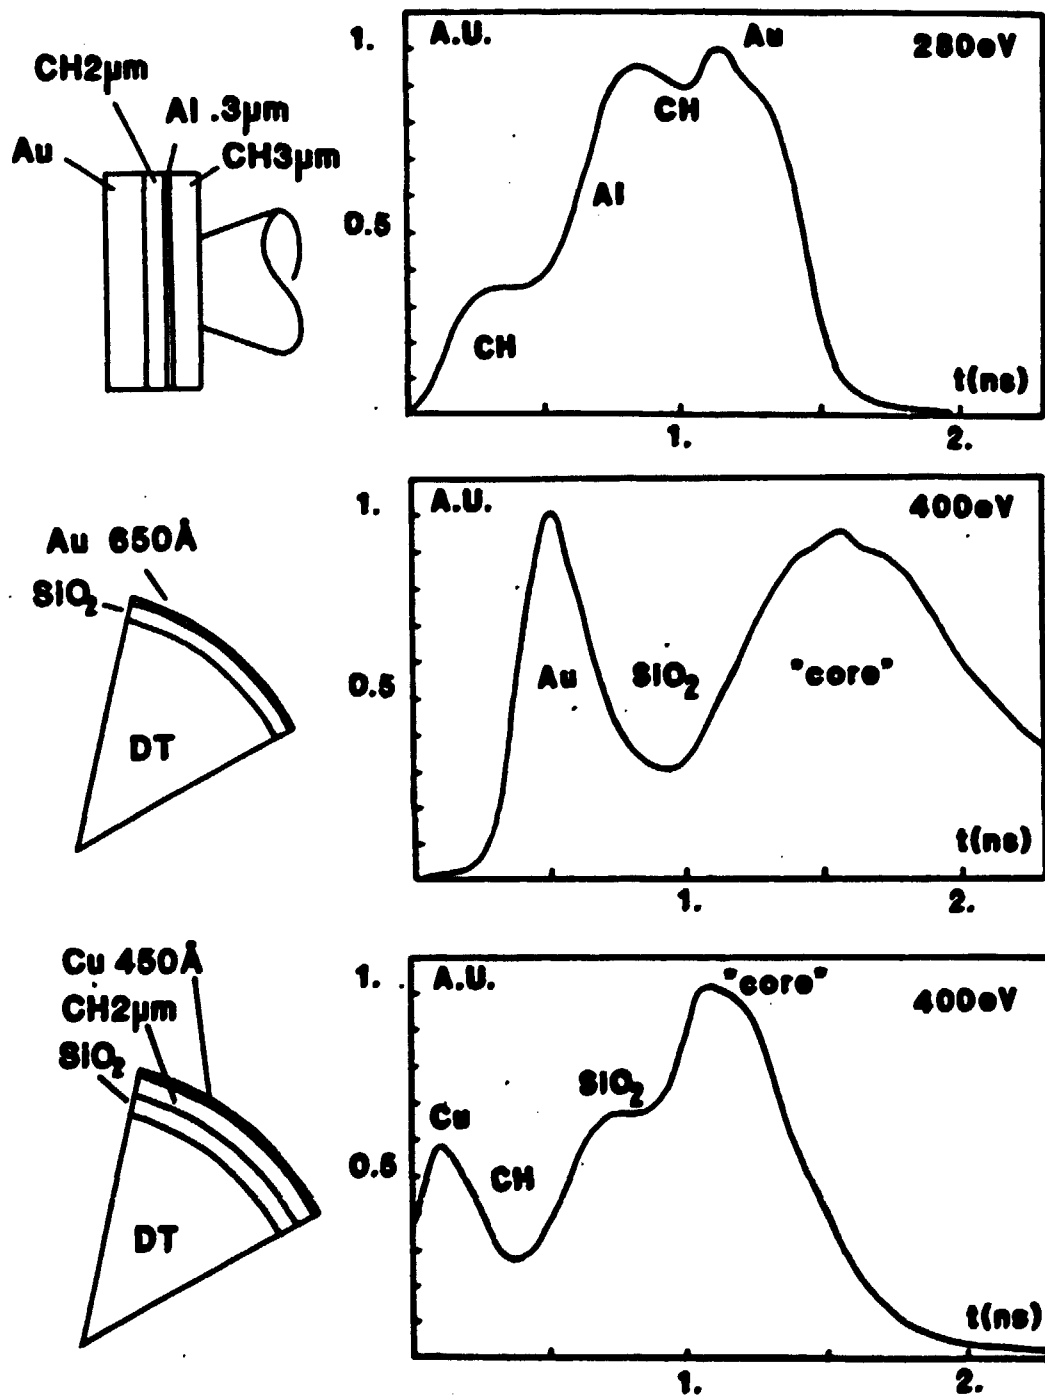 CH2µm
Al .3µm
Au
CH3µm
1.
A.U.
Au
280eV
CH
Al
0.5
CH
t(ns)
1.
2.
Au 650Å
SiO2
DT
1.
A.U.
400eV
0.5
Au
SiO2
"core"
t(ns)
1.
2.
Cu 450Å
CH2µm
SiO2
DT
1.
A.U.
"core"
400eV
SiO2
Cu
0.5
CH
t(ns)
1.
2.